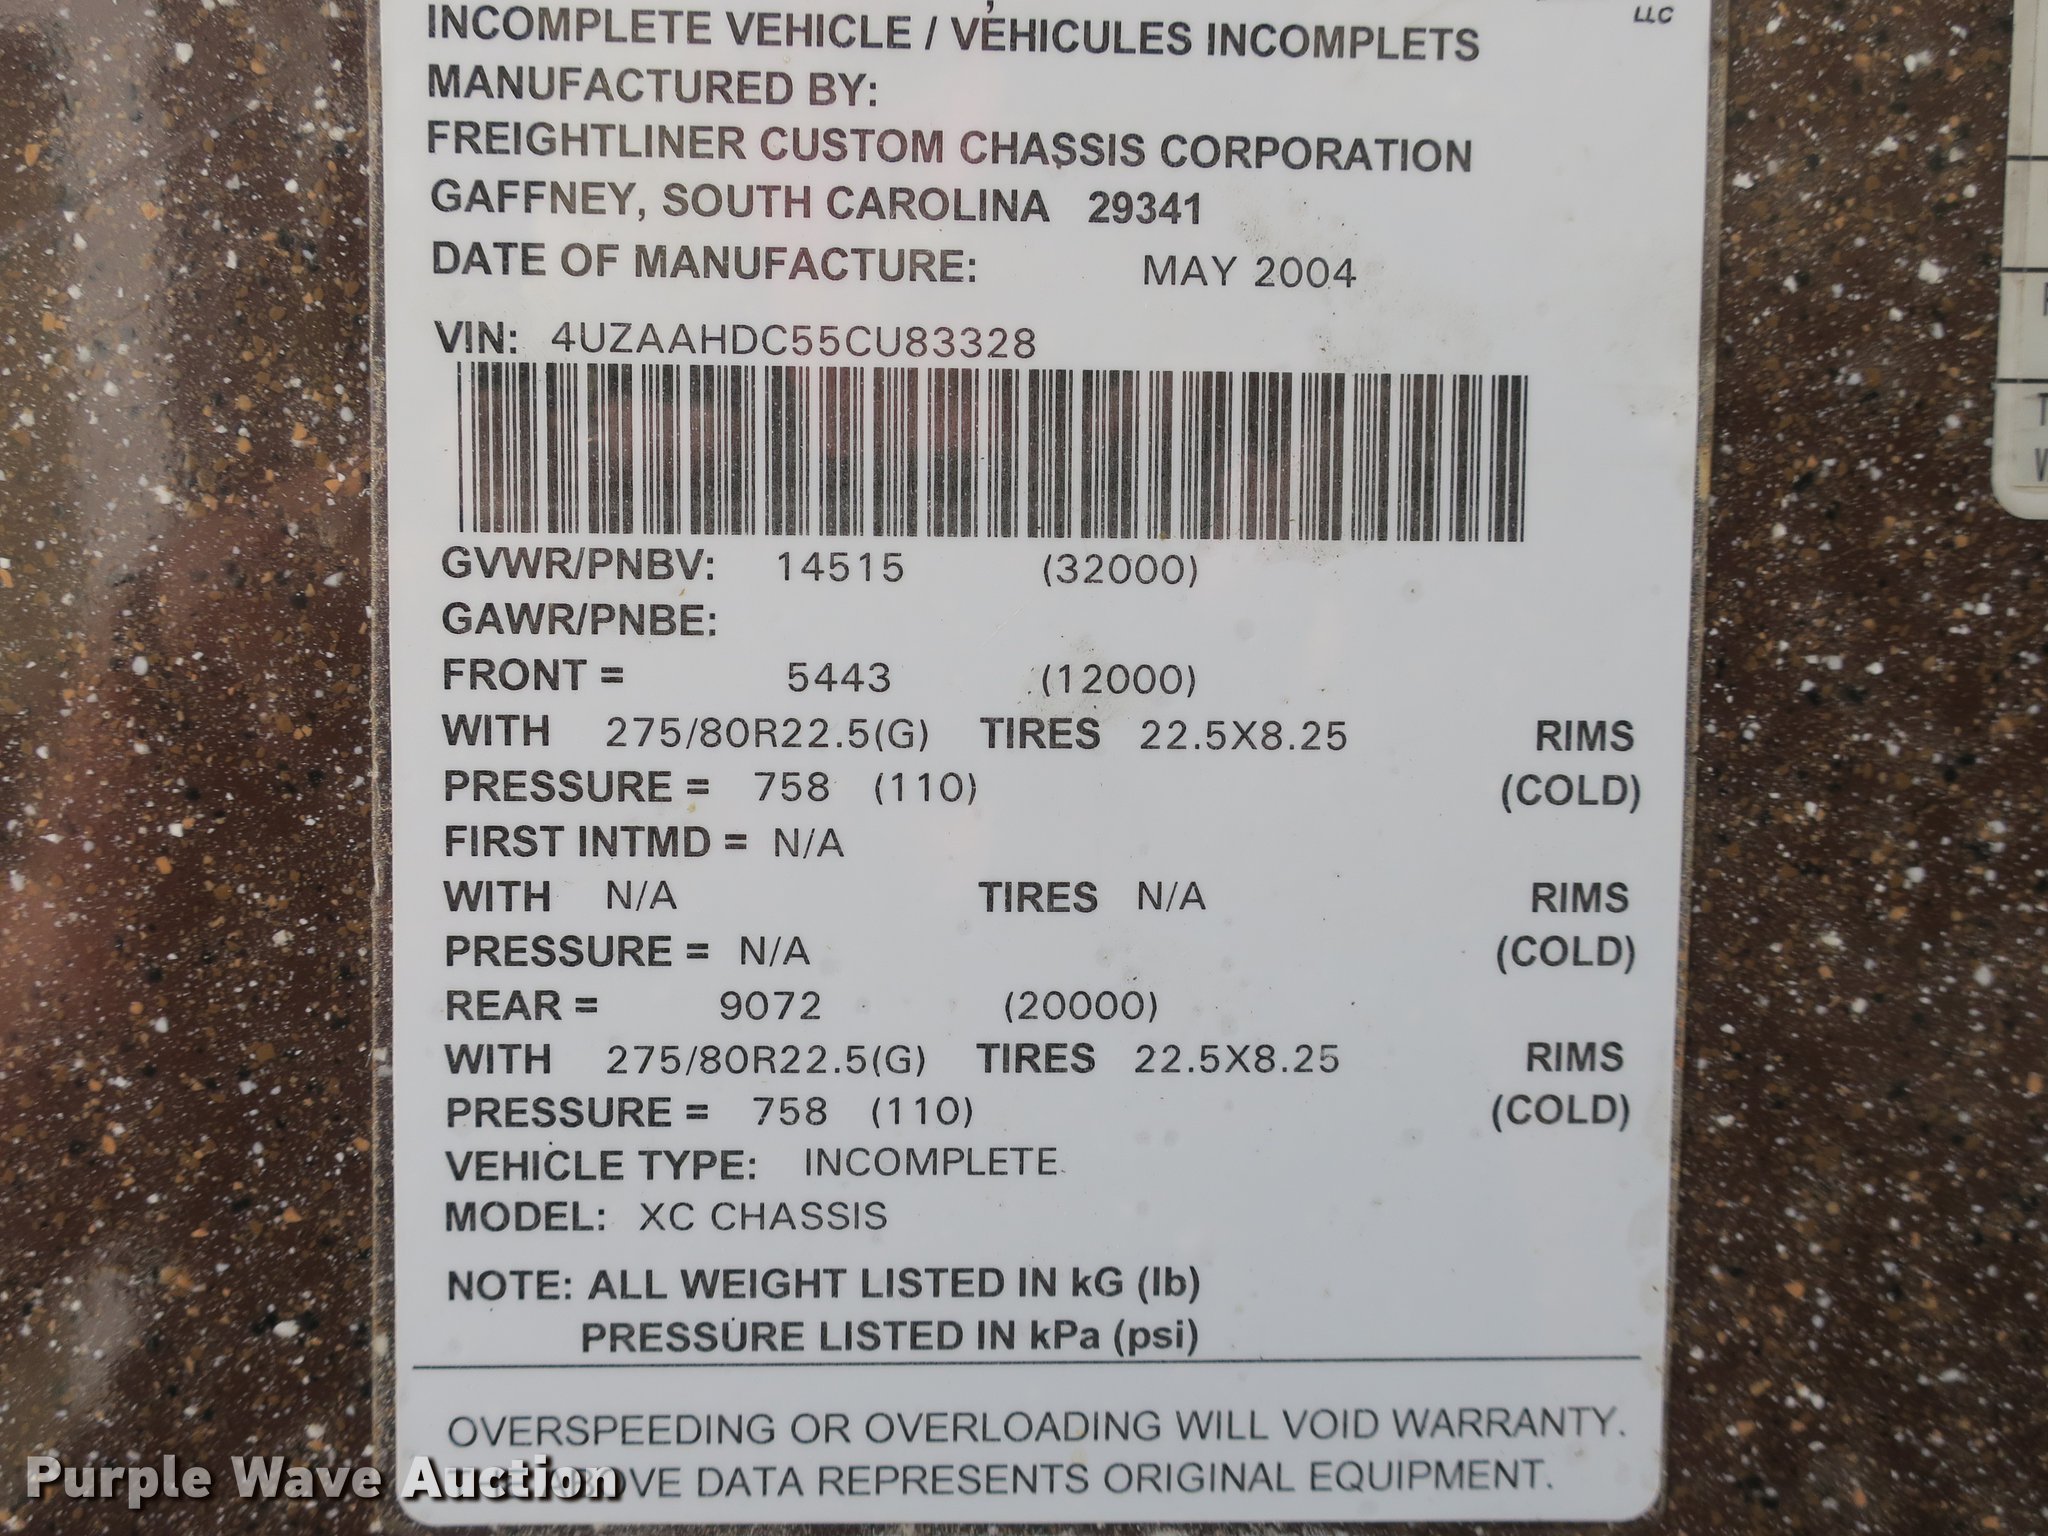 LLC
INCOMPLETE VEHICLE / VÉHICULES INCOMPLETS
MANUFACTURED BY:
FREIGHTLINER CUSTOM CHASSIS CORPORATION
GAFFNEY, SOUTH CAROLINA 29341
DATE OF MANUFACTURE: MAY 2004
VIN: 4UZAAHDC55CU83328
GVWR/PNBV: 14515 (32000)
GAWR/PNBE:
FRONT = 5443 (12000)
WITH 275/80R22.5(G) TIRES 22.5X8.25 RIMS
PRESSURE = 758 (110) (COLD)
FIRST INTMD = N/A
WITH N/A TIRES N/A RIMS
PRESSURE = N/A (COLD)
REAR = 9072 (20000)
WITH 275/80R22.5(G) TIRES 22.5X8.25 RIMS
PRESSURE = 758 (110) (COLD)
VEHICLE TYPE: INCOMPLETE
MODEL: XC CHASSIS
NOTE: ALL WEIGHT LISTED IN kG (lb)
PRESSURE LISTED IN kPa (psi)
OVERSPEEDING OR OVERLOADING WILL VOID WARRANTY.
DATA REPRESENTS ORIGINAL EQUIPMENT.
Purple Wave Auction